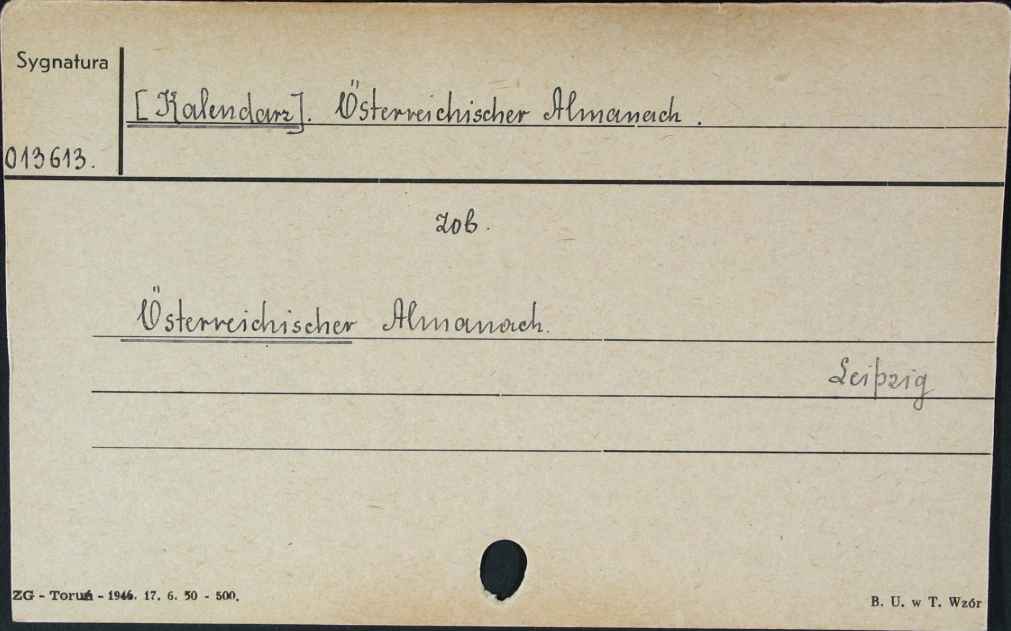 Sygnatura
[Kalendarz]. Österreichischer Almanach.
013613.
zob.
Österreichischer Almanach.
Leipzig
ZG - Toruń - 1946. 17. 6. 50 - 500.
B. U. w T. Wzór